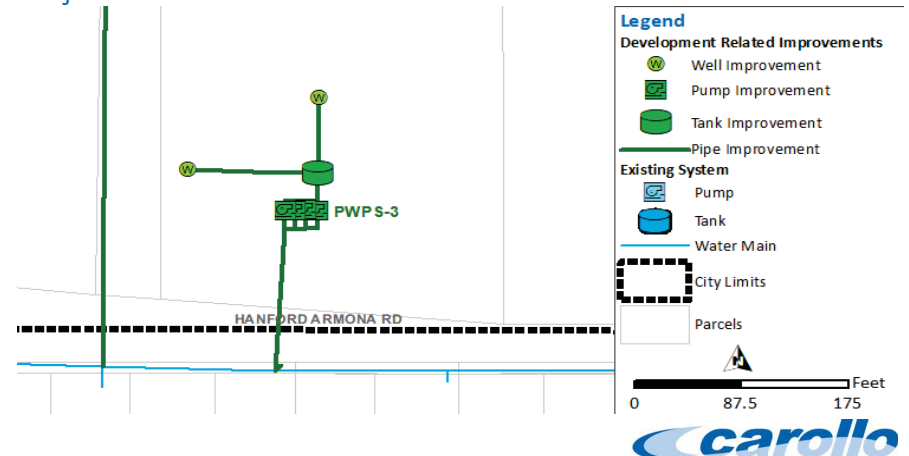 Legend
Development Related Improvements
W Well Improvement
Pump Improvement
Tank Improvement
Pipe Improvement
Existing System
Pump
Tank
Water Main
City Limits
Parcels
Feet
0 87.5 175
carollo
W
W
PWPS-3
HANFORD ARMONA RD